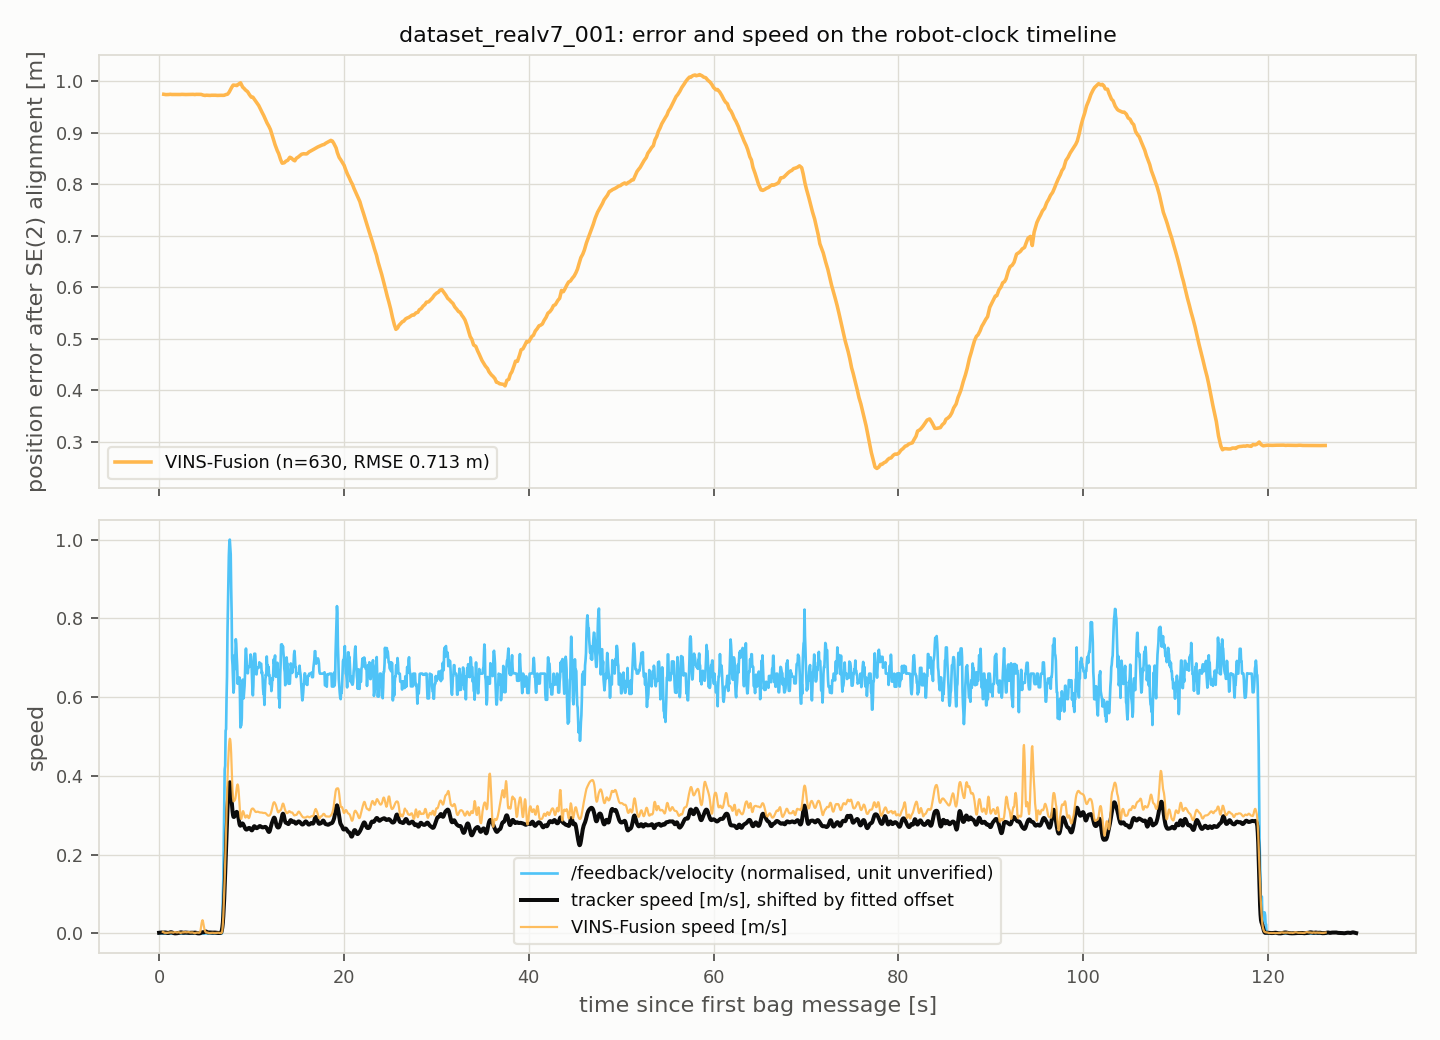 dataset_realv7_001: error and speed on the robot-clock timeline
position error after SE(2) alignment [m]
1.0
0.9
0.8
0.7
0.6
0.5
0.4
0.3
VINS-Fusion (n=630, RMSE 0.713 m)
speed
1.0
0.8
0.6
0.4
0.2
0.0
/feedback/velocity (normalised, unit unverified)
tracker speed [m/s], shifted by fitted offset
VINS-Fusion speed [m/s]
0 20 40 60 80 100 120
time since first bag message [s]